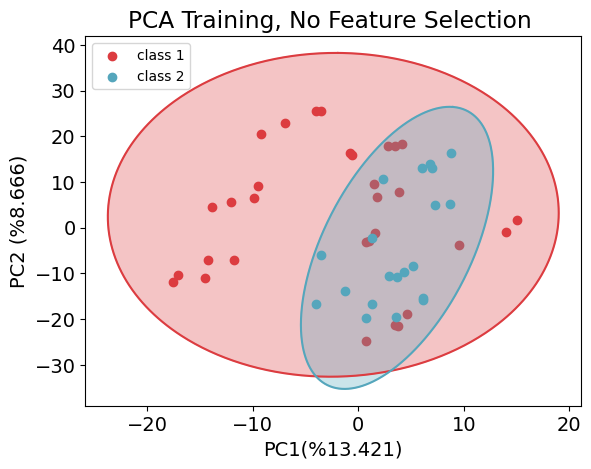 PCA Training, No Feature Selection
class 1
class 2
40
30
20
10
0
−10
−20
−30
PC2 (%8.666)
−20
−10
0
10
20
PC1(%13.421)